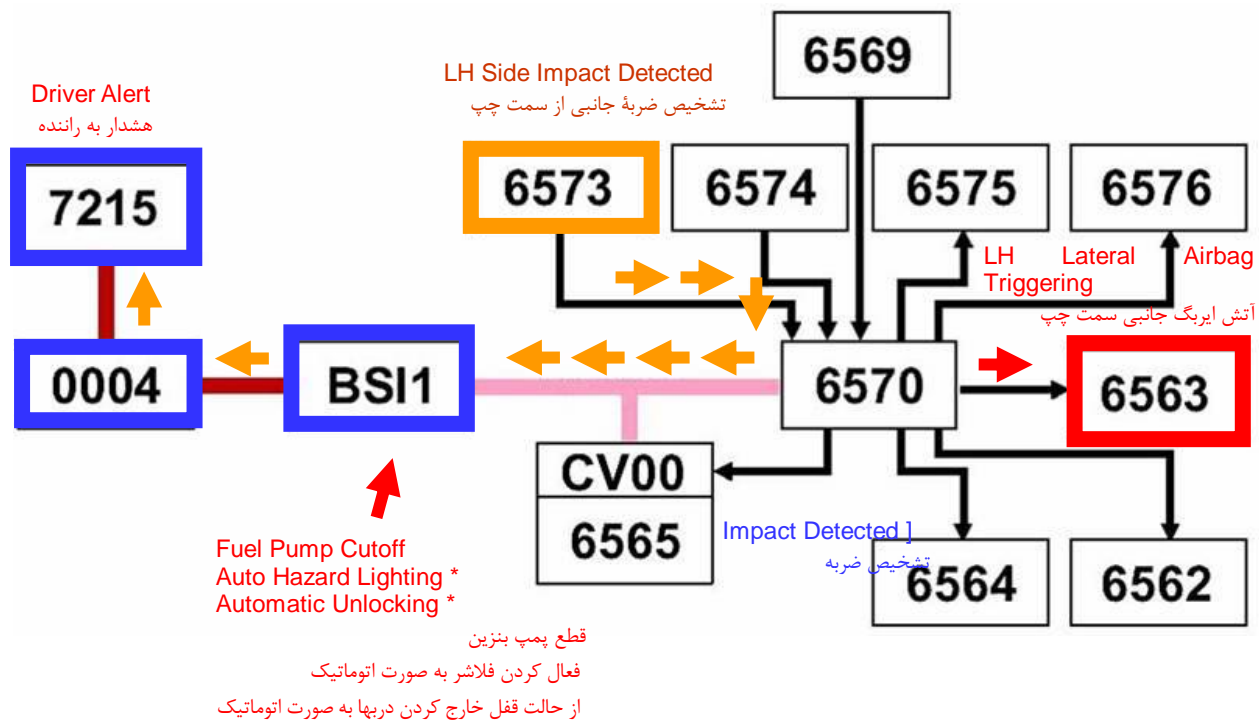 6569
LH Side Impact Detected
تشخیص ضربهٔ جانبی از سمت چپ
Driver Alert
هشدار به راننده
7215
6573
6574
6575
6576
LH Lateral Airbag
Triggering
آتش ایربگ جانبی سمت چپ
0004
BSI1
6570
6563
CV00
6565
Impact Detected ]
تشخیص ضربه
6564
6562
Fuel Pump Cutoff
Auto Hazard Lighting *
Automatic Unlocking *
قطع پمپ بنزین
فعال کردن فلاشر به صورت اتوماتیک
از حالت قفل خارج کردن دربها به صورت اتوماتیک